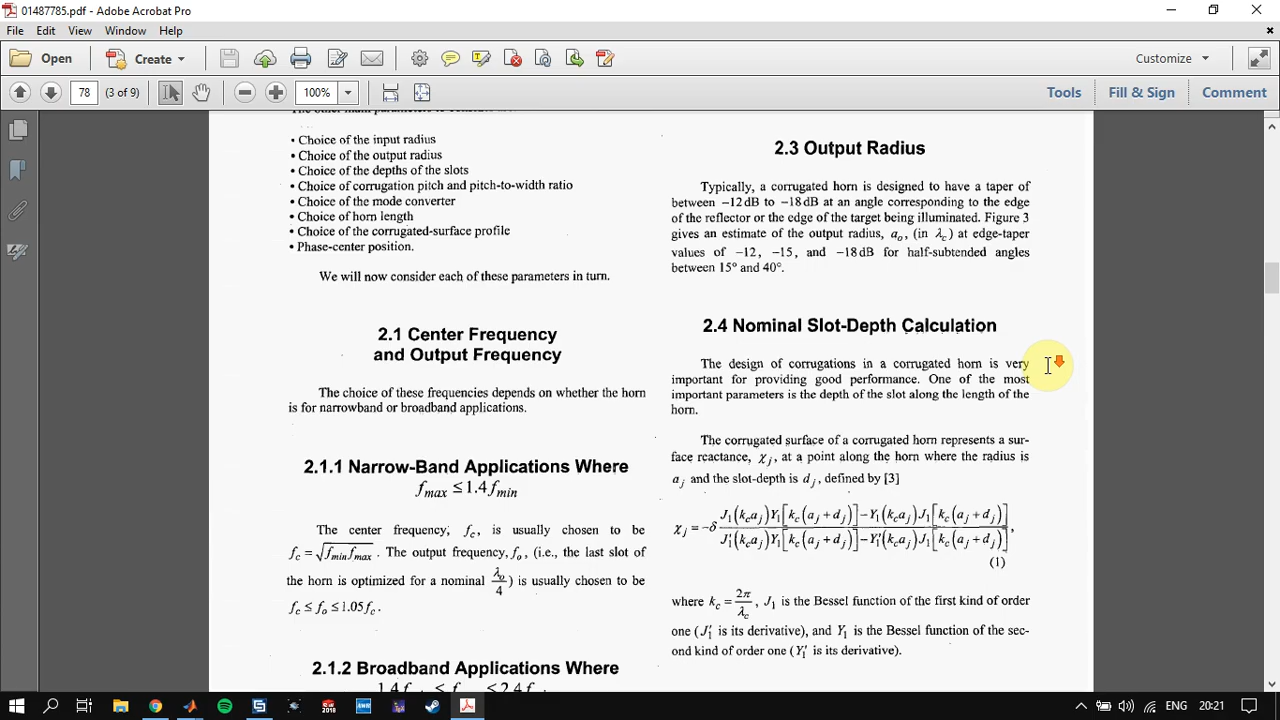 01487785.pdf - Adobe Acrobat Pro
File Edit View Window Help
Open Create Customize
78 (3 of 9) 100% Tools Fill & Sign Comment
• Choice of the input radius
• Choice of the output radius
• Choice of the depths of the slots
• Choice of corrugation pitch and pitch-to-width ratio
• Choice of the mode converter
• Choice of horn length
• Choice of the corrugated-surface profile
• Phase-center position.
We will now consider each of these parameters in turn.
2.1 Center Frequency
and Output Frequency
The choice of these frequencies depends on whether the horn
is for narrowband or broadband applications.
2.1.1 Narrow-Band Applications Where
f_max ≤ 1.4 f_min
The center frequency, f_c, is usually chosen to be
f_c = √(f_min f_max). The output frequency, f_o, (i.e., the last slot of
the horn is optimized for a nominal λ_o/4) is usually chosen to be
f_c ≤ f_o ≤ 1.05 f_c.
2.1.2 Broadband Applications Where
2.3 Output Radius
Typically, a corrugated horn is designed to have a taper of
between −12 dB to −18 dB at an angle corresponding to the edge
of the reflector or the edge of the target being illuminated. Figure 3
gives an estimate of the output radius, a_o, (in λ_c) at edge-taper
values of −12, −15, and −18 dB for half-subtended angles
between 15° and 40°.
2.4 Nominal Slot-Depth Calculation
The design of corrugations in a corrugated horn is very
important for providing good performance. One of the most
important parameters is the depth of the slot along the length of the
horn.
The corrugated surface of a corrugated horn represents a sur-
face reactance, χ_j, at a point along the horn where the radius is
a_j and the slot-depth is d_j, defined by [3]
χ_j = −δ (J_1(k_c a_j) Y_1[k_c(a_j + d_j)] − Y_1(k_c a_j) J_1[k_c(a_j + d_j)]) / (J_1′(k_c a_j) Y_1[k_c(a_j + d_j)] − Y_1′(k_c a_j) J_1[k_c(a_j + d_j)]),
(1)
where k_c = 2π/λ_c, J_1 is the Bessel function of the first kind of order
one (J_1′ is its derivative), and Y_1 is the Bessel function of the sec-
ond kind of order one (Y_1′ is its derivative).
ENG 20:21